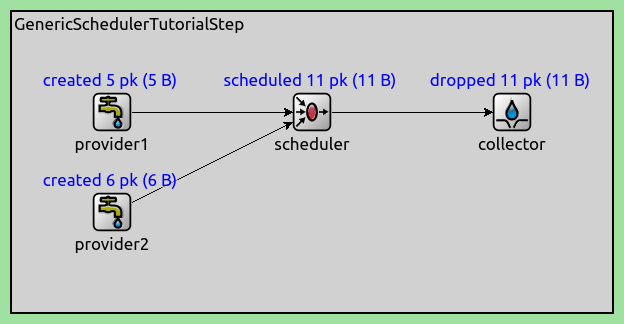 GenericSchedulerTutorialStep
created 5 pk (5 B)
scheduled 11 pk (11 B)
dropped 11 pk (11 B)
provider1
scheduler
collector
created 6 pk (6 B)
provider2